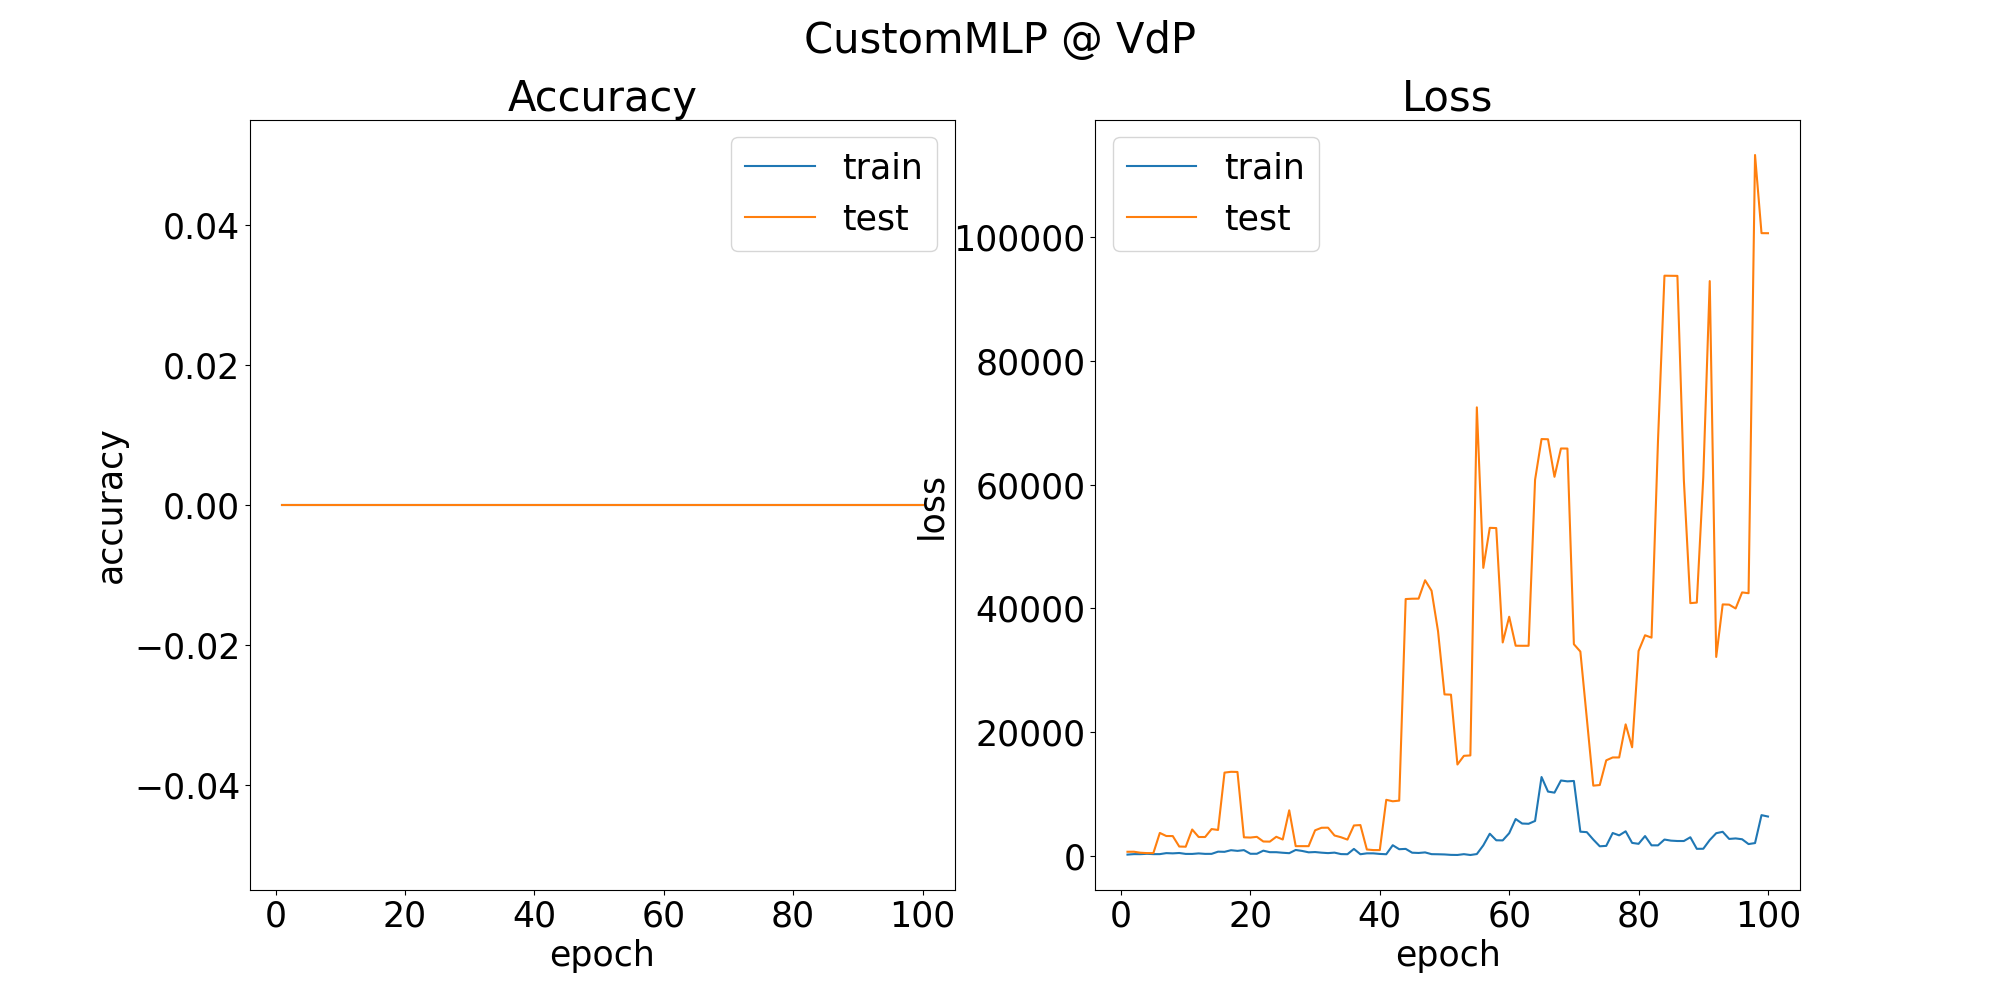 CustomMLP @ VdP
Accuracy
train
test
0.04
0.02
0.00
−0.02
−0.04
accuracy
0 20 40 60 80 100
epoch
Loss
train
test
100000
80000
60000
40000
20000
0
loss
0 20 40 60 80 100
epoch